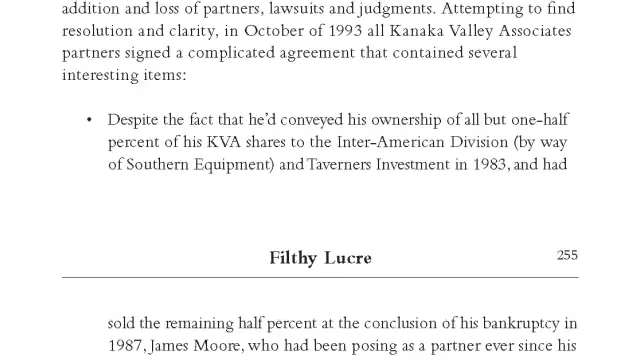 addition and loss of partners, lawsuits and judgments. Attempting to find
resolution and clarity, in October of 1993 all Kanaka Valley Associates
partners signed a complicated agreement that contained several
interesting items:
• Despite the fact that he’d conveyed his ownership of all but one-half
percent of his KVA shares to the Inter-American Division (by way
of Southern Equipment) and Taverners Investment in 1983, and had
Filthy Lucre 255
sold the remaining half percent at the conclusion of his bankruptcy in
1987, James Moore, who had been posing as a partner ever since his